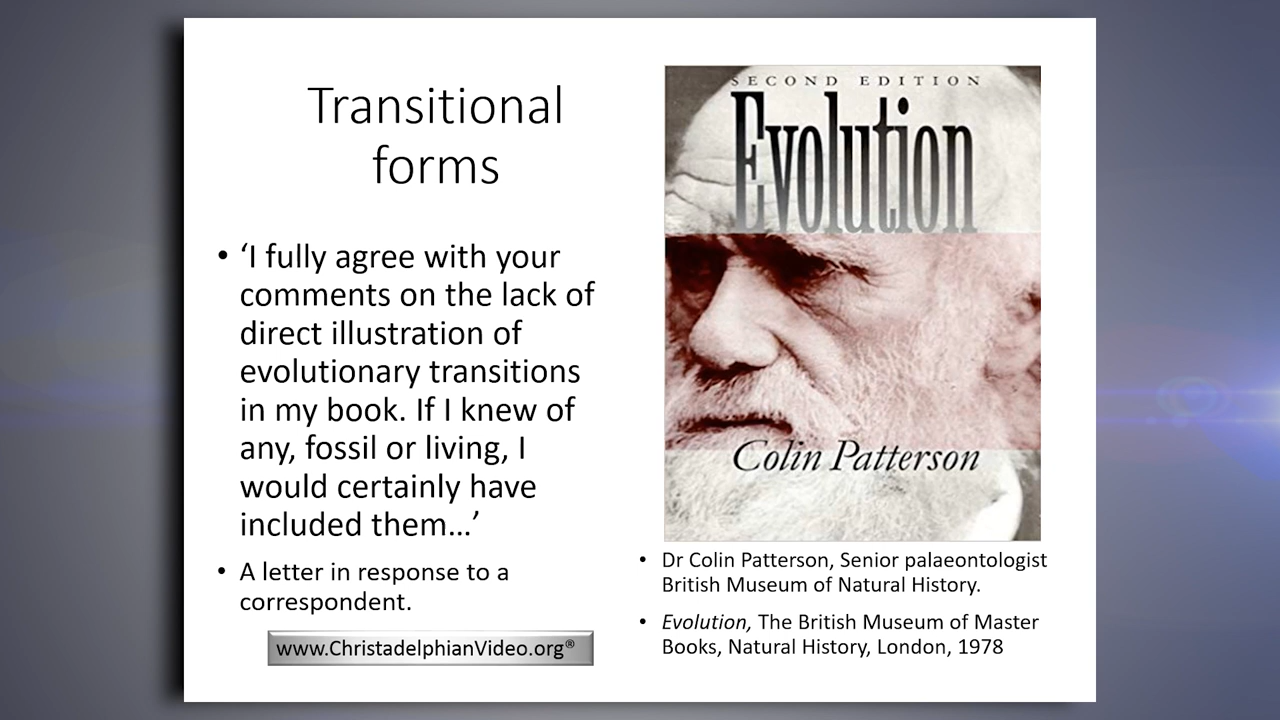 Transitional
forms
• ‘I fully agree with your
comments on the lack of
direct illustration of
evolutionary transitions
in my book. If I knew of
any, fossil or living, I
would certainly have
included them…’
• A letter in response to a
correspondent.
www.ChristadelphianVideo.org®
SECOND EDITION
Evolution
Colin Patterson
• Dr Colin Patterson, Senior palaeontologist
British Museum of Natural History.
• Evolution, The British Museum of Master
Books, Natural History, London, 1978